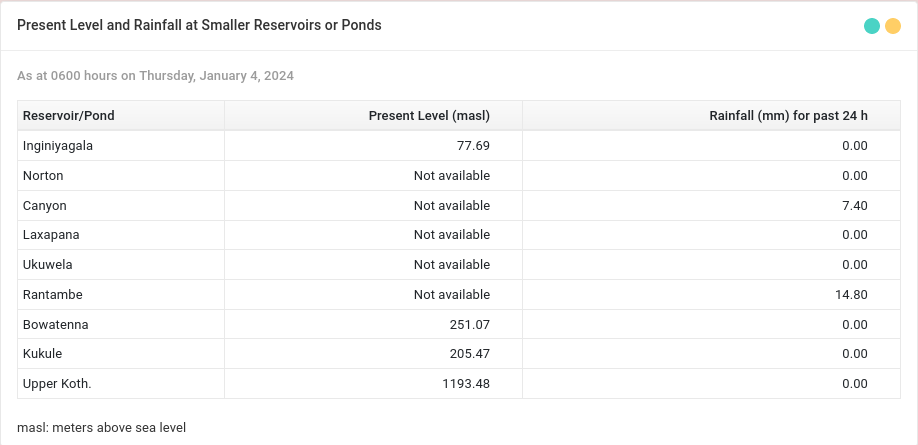 Present Level and Rainfall at Smaller Reservoirs or Ponds
As at 0600 hours on Thursday, January 4, 2024
Reservoir/Pond Present Level (masl) Rainfall (mm) for past 24 h
Inginiyagala 77.69 0.00
Norton Not available 0.00
Canyon Not available 7.40
Laxapana Not available 0.00
Ukuwela Not available 0.00
Rantambe Not available 14.80
Bowatenna 251.07 0.00
Kukule 205.47 0.00
Upper Koth. 1193.48 0.00
masl: meters above sea level